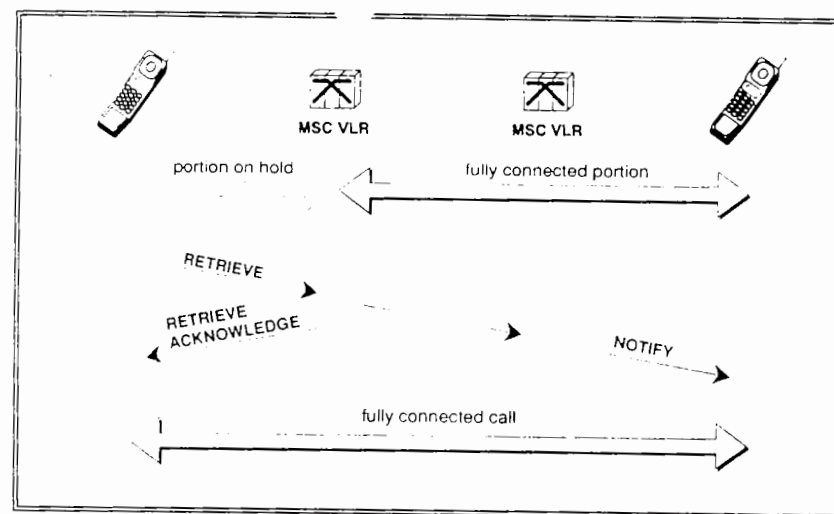 MSC VLR
MSC VLR
portion on hold
fully connected portion
RETRIEVE
RETRIEVE
ACKNOWLEDGE
NOTIFY
fully connected call